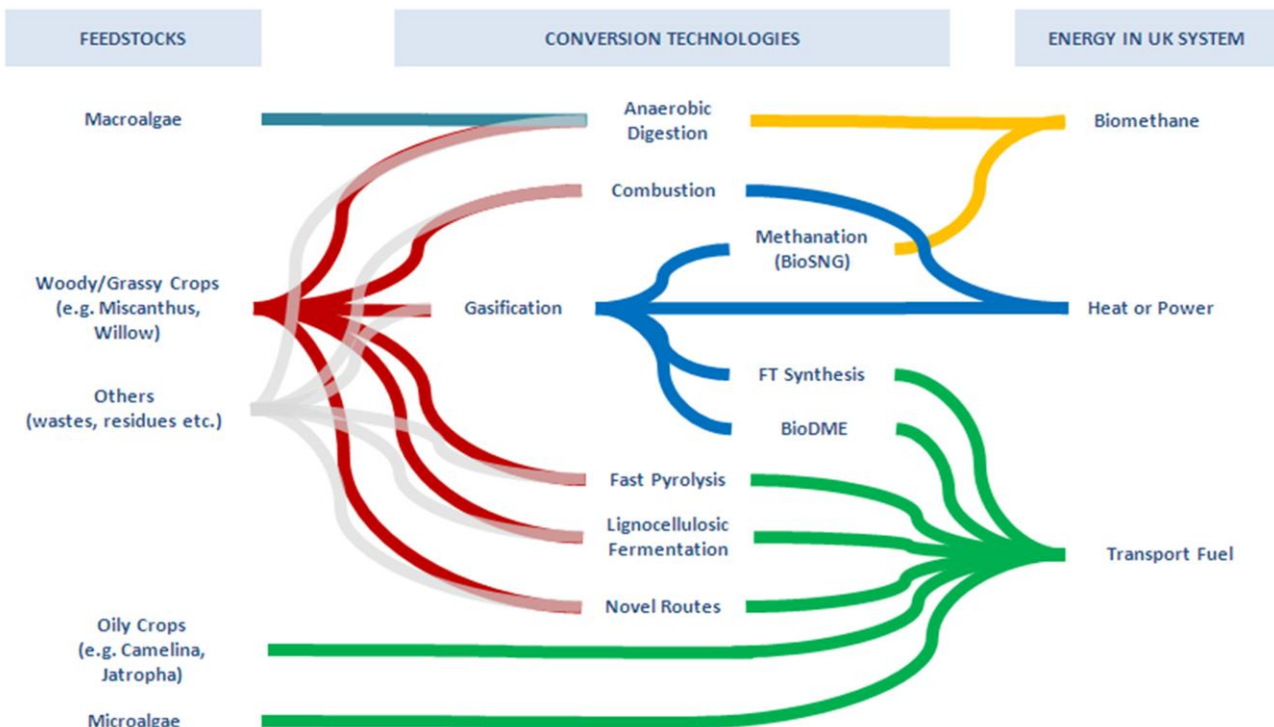 FEEDSTOCKS
CONVERSION TECHNOLOGIES
ENERGY IN UK SYSTEM
Macroalgae
Anaerobic
Digestion
Biomethane
Combustion
Methanation
(BioSNG)
Woody/Grassy Crops
(e.g. Miscanthus,
Willow)
Gasification
Heat or Power
Others
(wastes, residues etc.)
FT Synthesis
BioDME
Fast Pyrolysis
Lignocellulosic
Fermentation
Transport Fuel
Novel Routes
Oily Crops
(e.g. Camelina,
Jatropha)
Microalgae